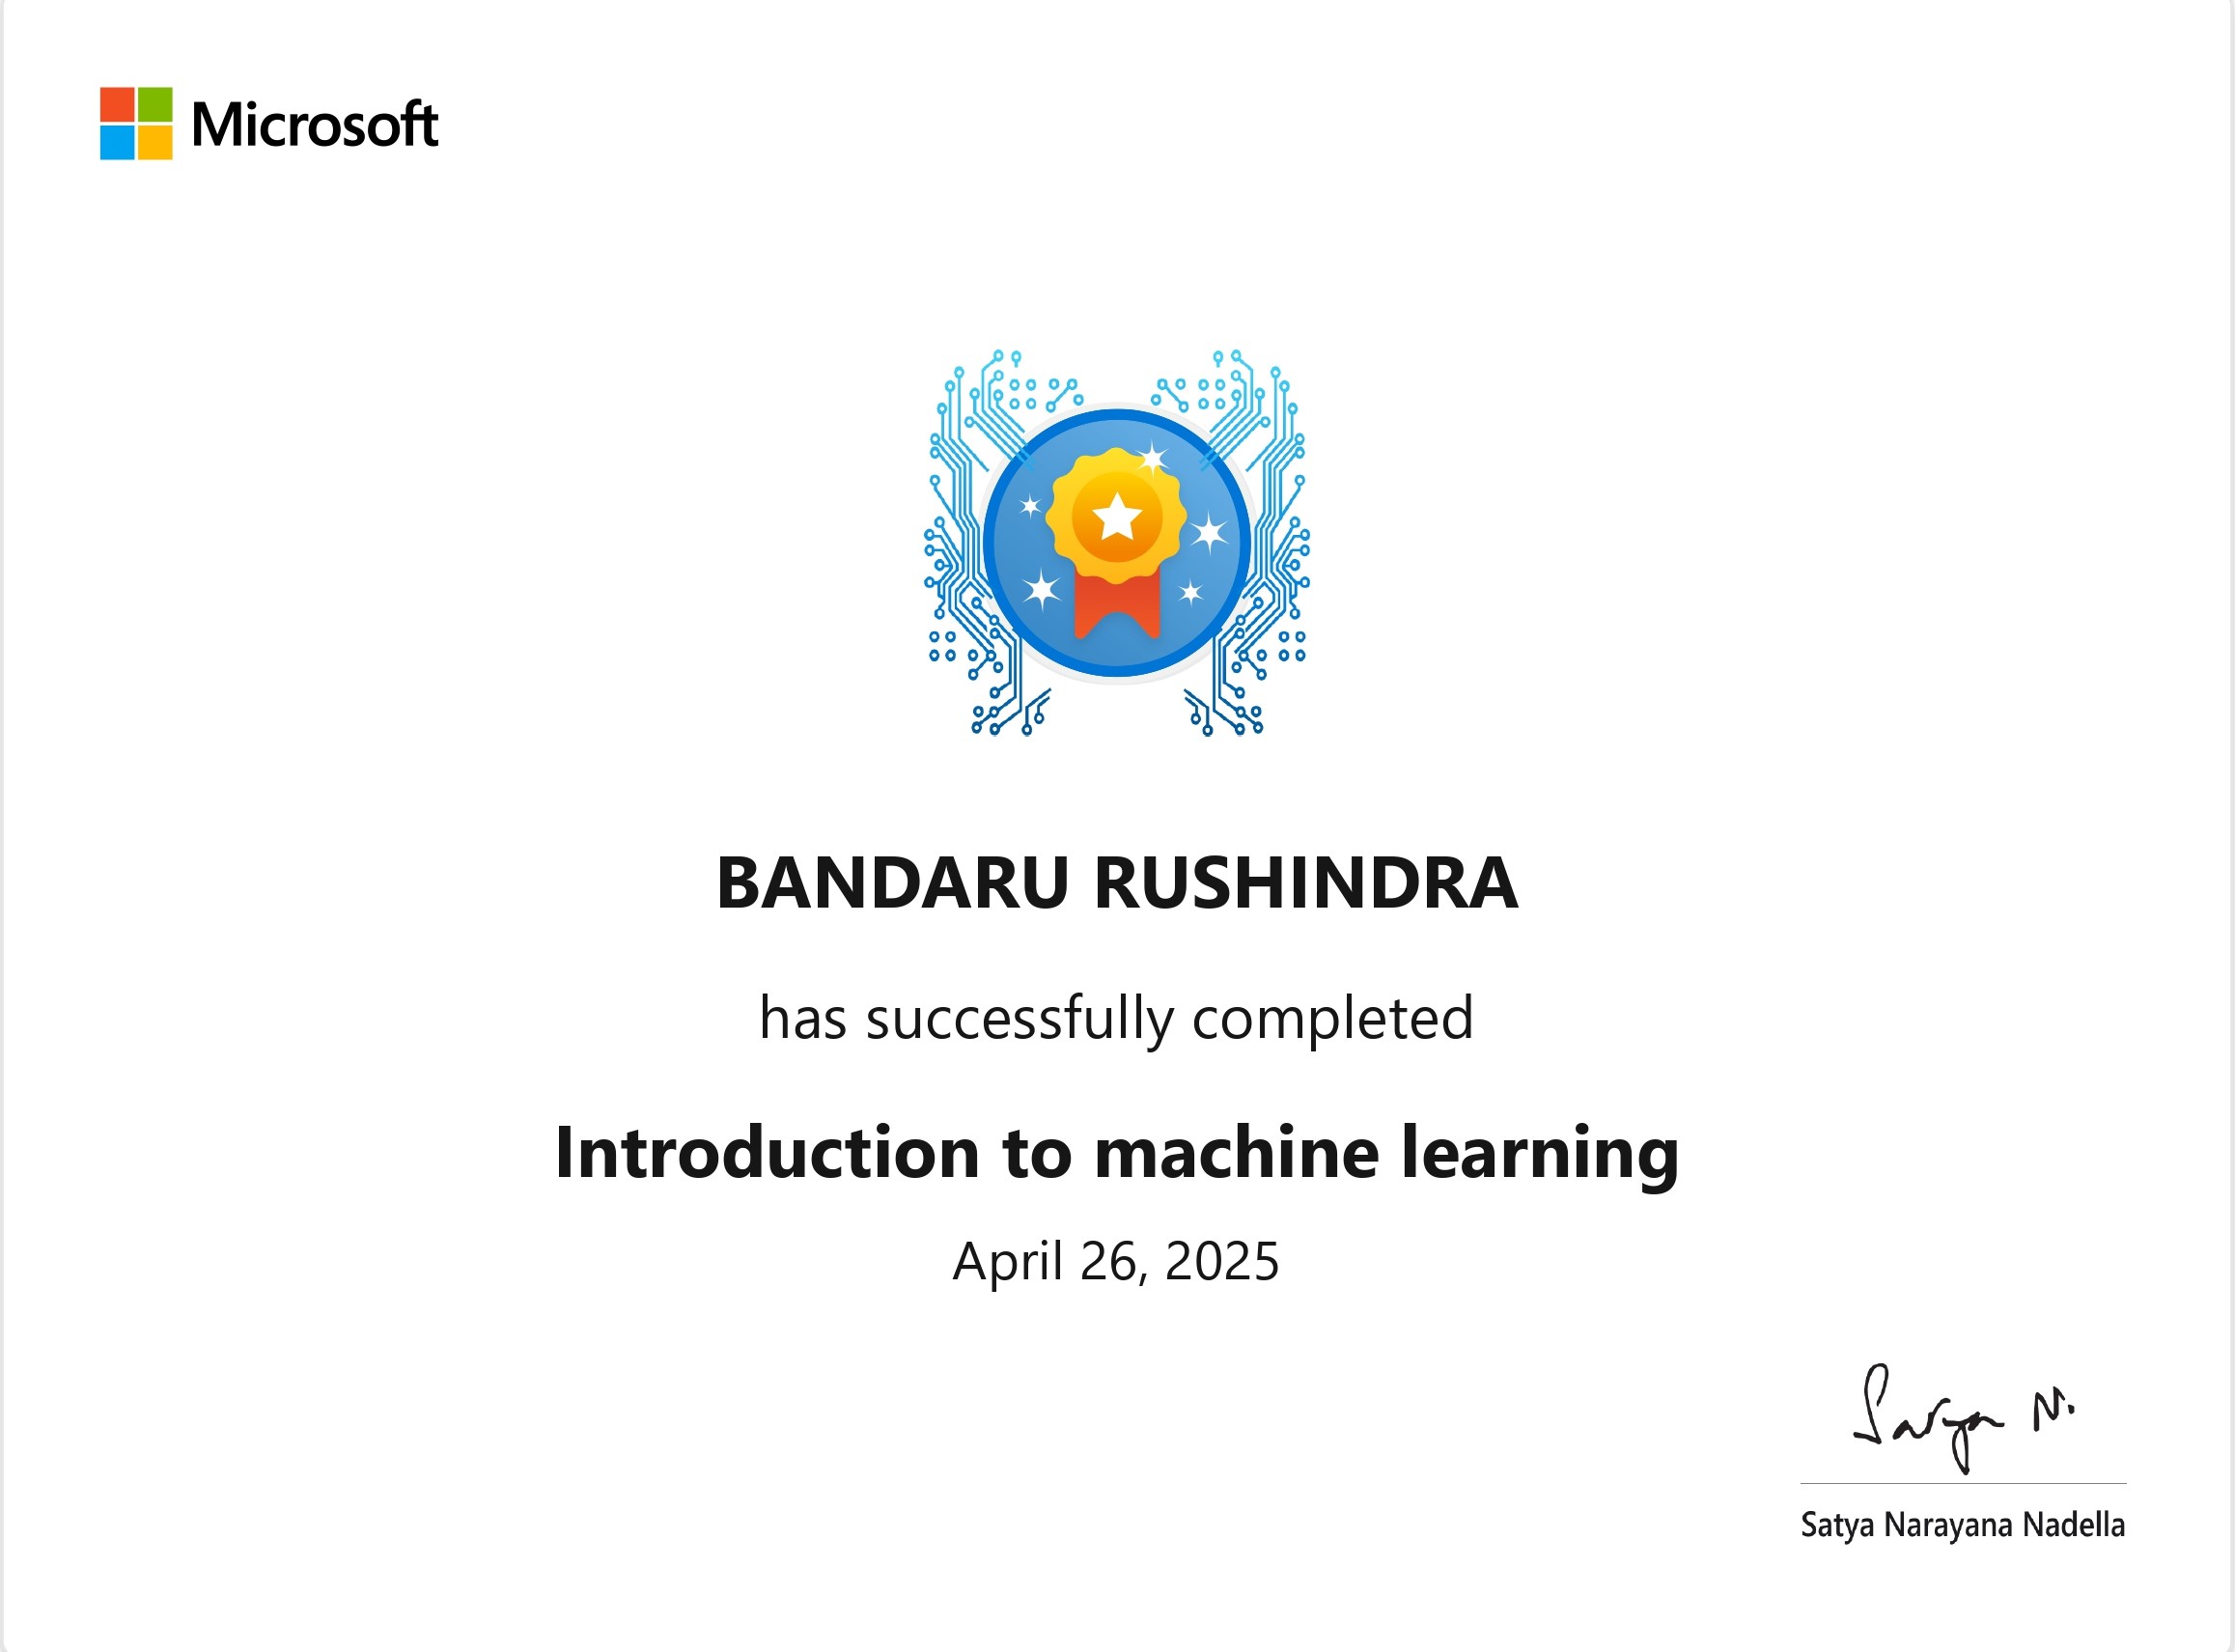 Microsoft
BANDARU RUSHINDRA
has successfully completed
Introduction to machine learning
April 26, 2025
Satya N.
Satya Narayana Nadella